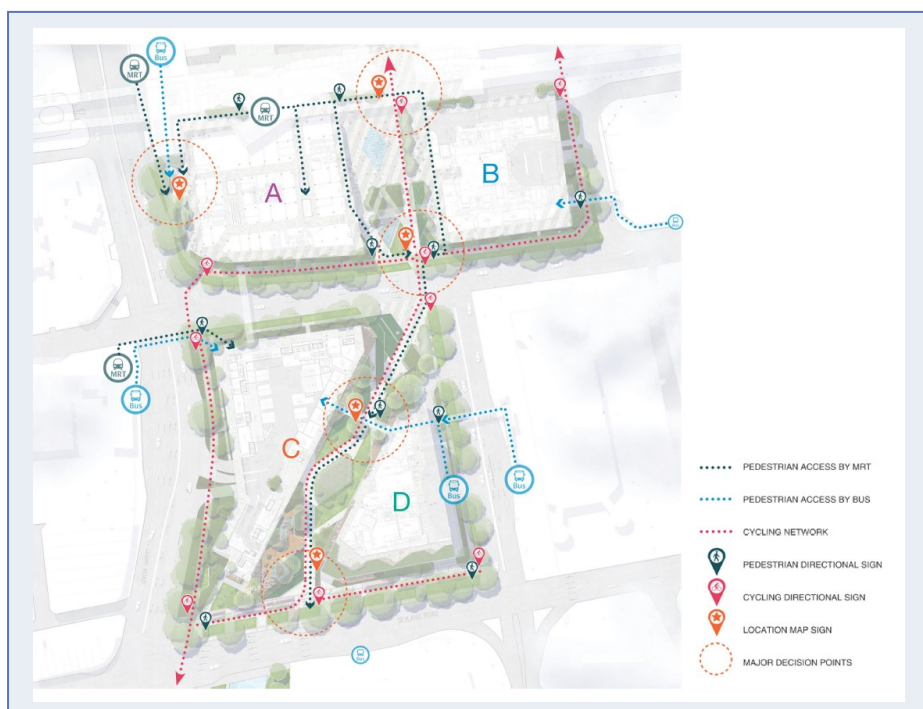 Bus
MRT
MRT
A
B
MRT
Bus
C
D
Bus
Bus
Bus
PEDESTRIAN ACCESS BY MRT
PEDESTRIAN ACCESS BY BUS
CYCLING NETWORK
PEDESTRIAN DIRECTIONAL SIGN
CYCLING DIRECTIONAL SIGN
LOCATION MAP SIGN
MAJOR DECISION POINTS